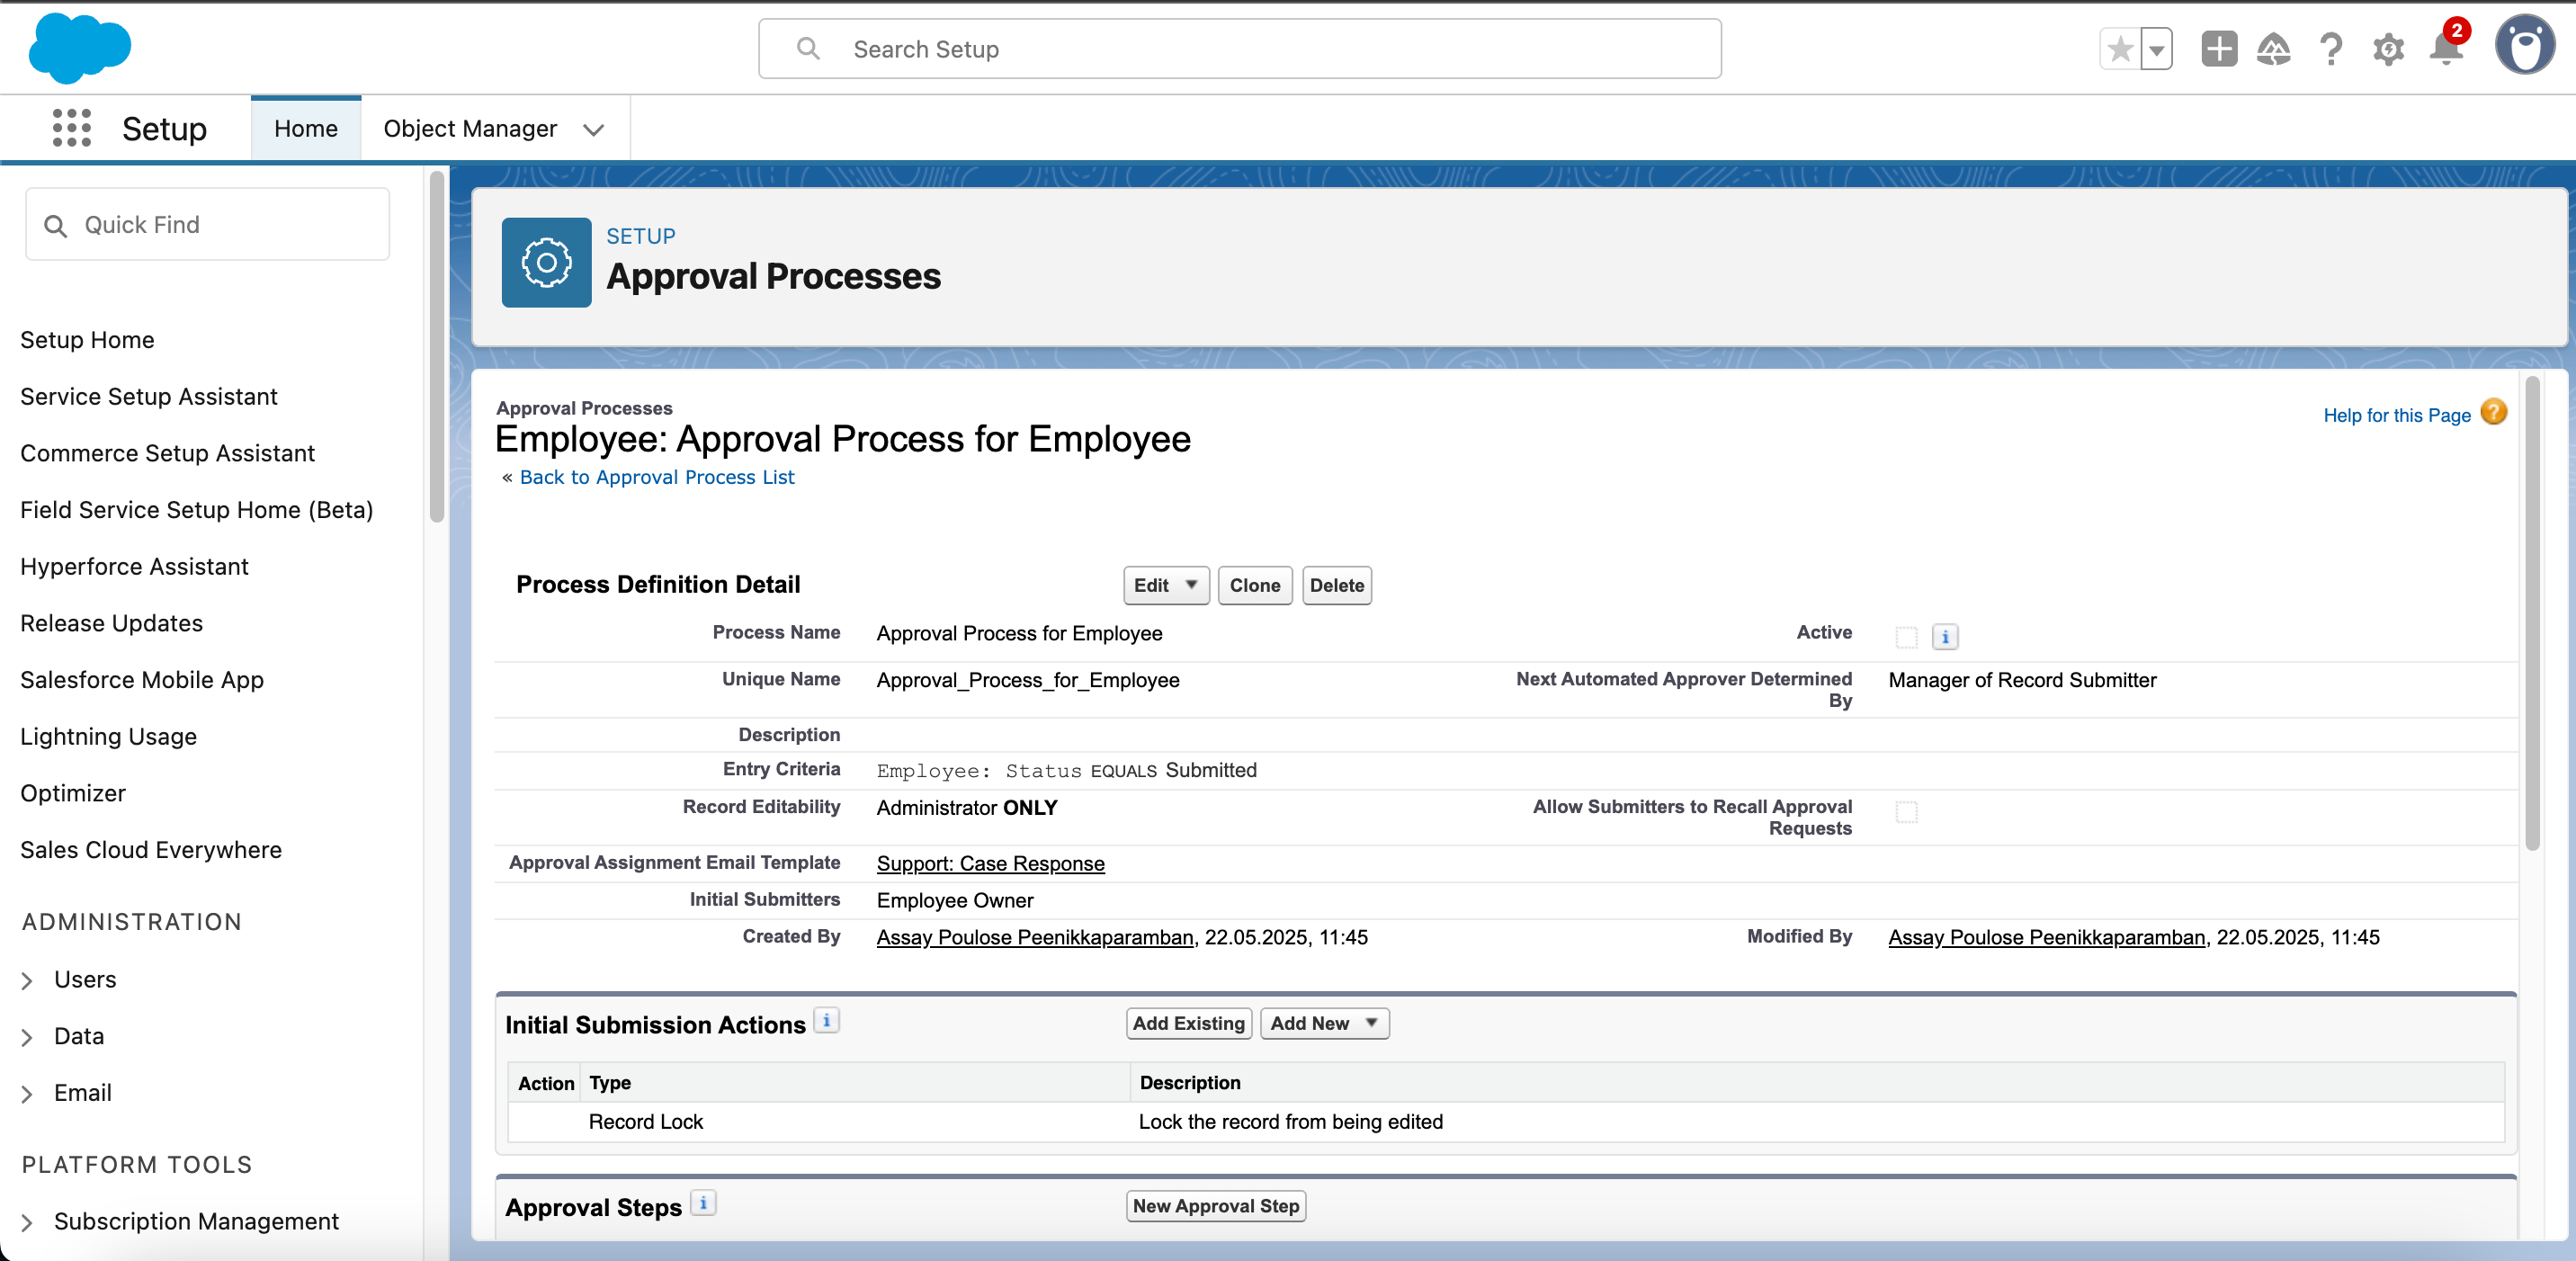 Search Setup
2
Setup
Home
Object Manager
Quick Find
Setup Home
Service Setup Assistant
Commerce Setup Assistant
Field Service Setup Home (Beta)
Hyperforce Assistant
Release Updates
Salesforce Mobile App
Lightning Usage
Optimizer
Sales Cloud Everywhere
ADMINISTRATION
Users
Data
Email
PLATFORM TOOLS
Subscription Management
SETUP
Approval Processes
Approval Processes
Employee: Approval Process for Employee
« Back to Approval Process List
Help for this Page ?
Process Definition Detail Edit Clone Delete
Process Name Approval Process for Employee Active i
Unique Name Approval_Process_for_Employee Next Automated Approver Determined By Manager of Record Submitter
Description
Entry Criteria Employee: Status EQUALS Submitted
Record Editability Administrator ONLY Allow Submitters to Recall Approval Requests
Approval Assignment Email Template Support: Case Response
Initial Submitters Employee Owner
Created By Assay Poulose Peenikkaparamban, 22.05.2025, 11:45 Modified By Assay Poulose Peenikkaparamban, 22.05.2025, 11:45
Initial Submission Actions i Add Existing Add New
Action Type Description
Record Lock Lock the record from being edited
Approval Steps i New Approval Step